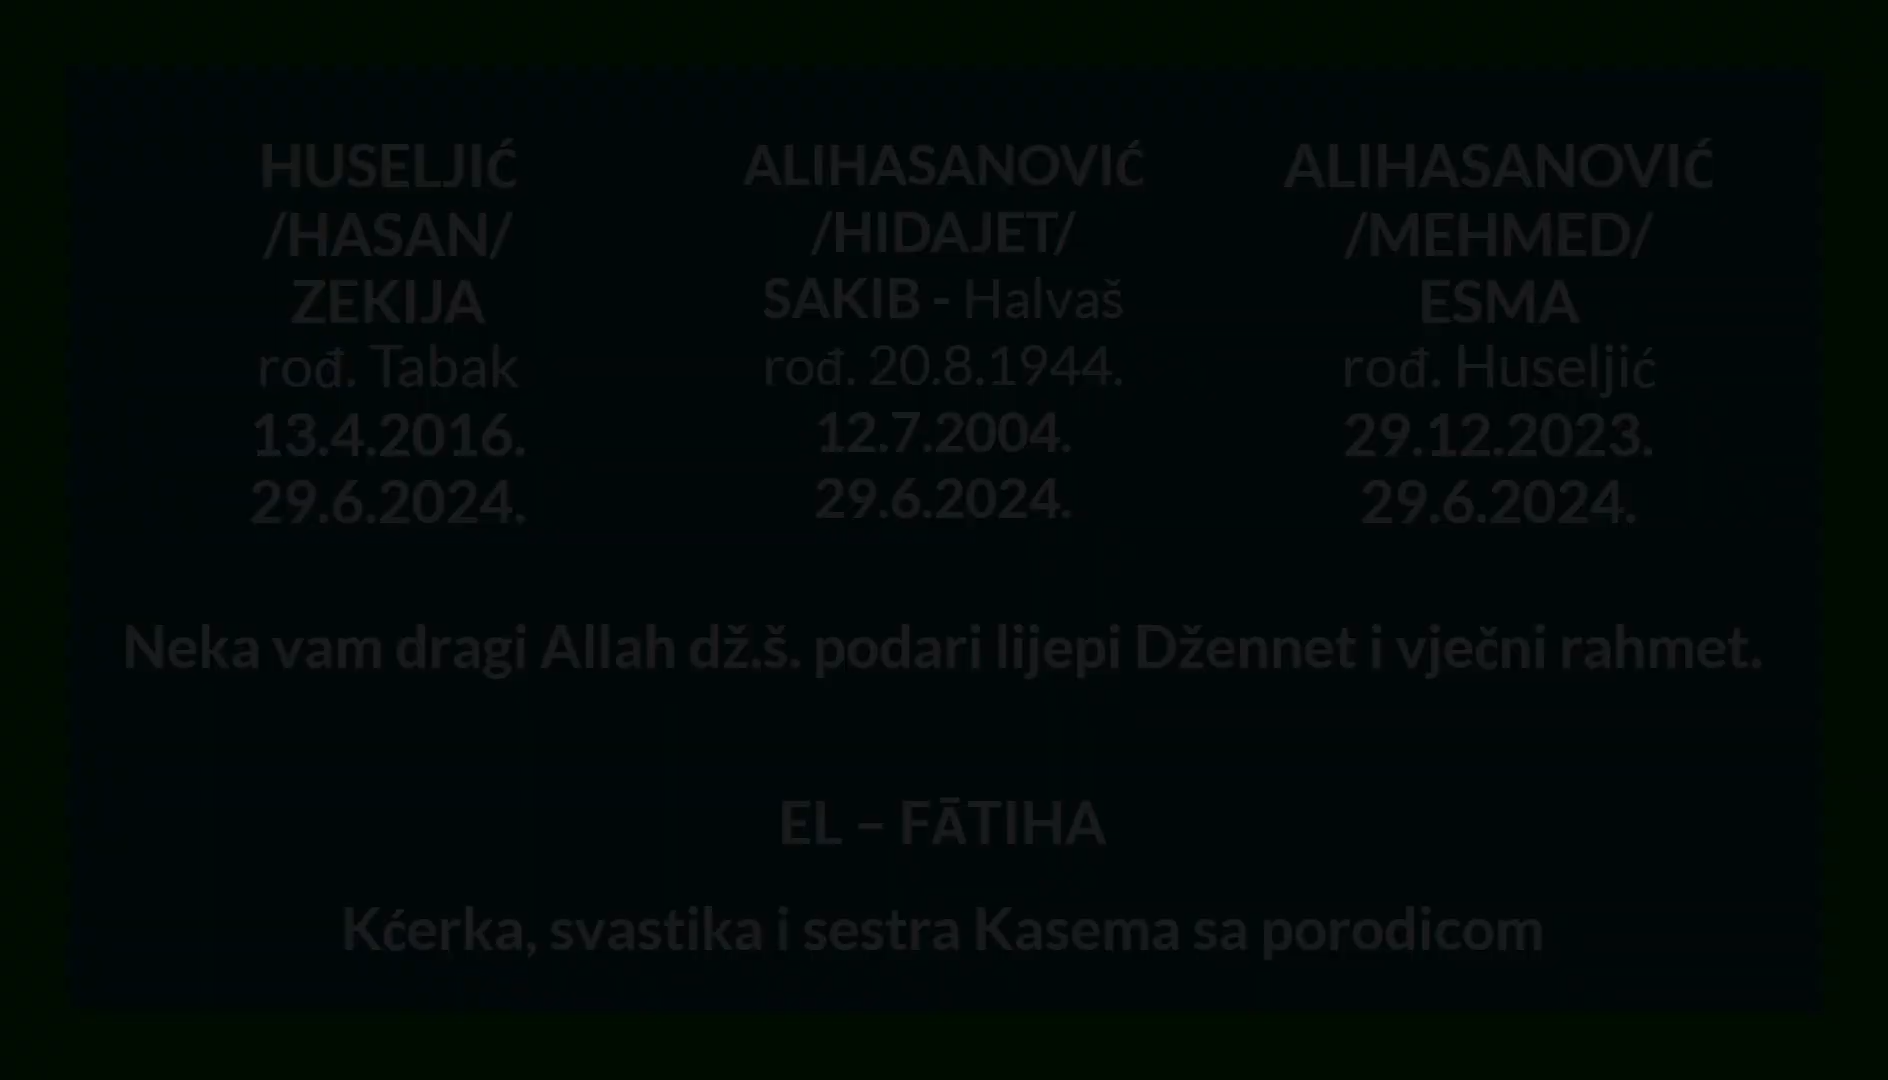 HUSELJIĆ
/HASAN/
ZEKIJA
rođ. Tabak
13.4.2016.
29.6.2024.
ALIHASANOVIĆ
/HIDAJET/
SAKIB - Halvaš
rođ. 20.8.1944.
12.7.2004.
29.6.2024.
ALIHASANOVIĆ
/MEHMED/
ESMA
rođ. Huseljić
29.12.2023.
29.6.2024.
Neka vam dragi Allah dž.š. podari lijepi Džennet i vječni rahmet.
EL – FĀTIHA
Kćerka, svastika i sestra Kasema sa porodicom